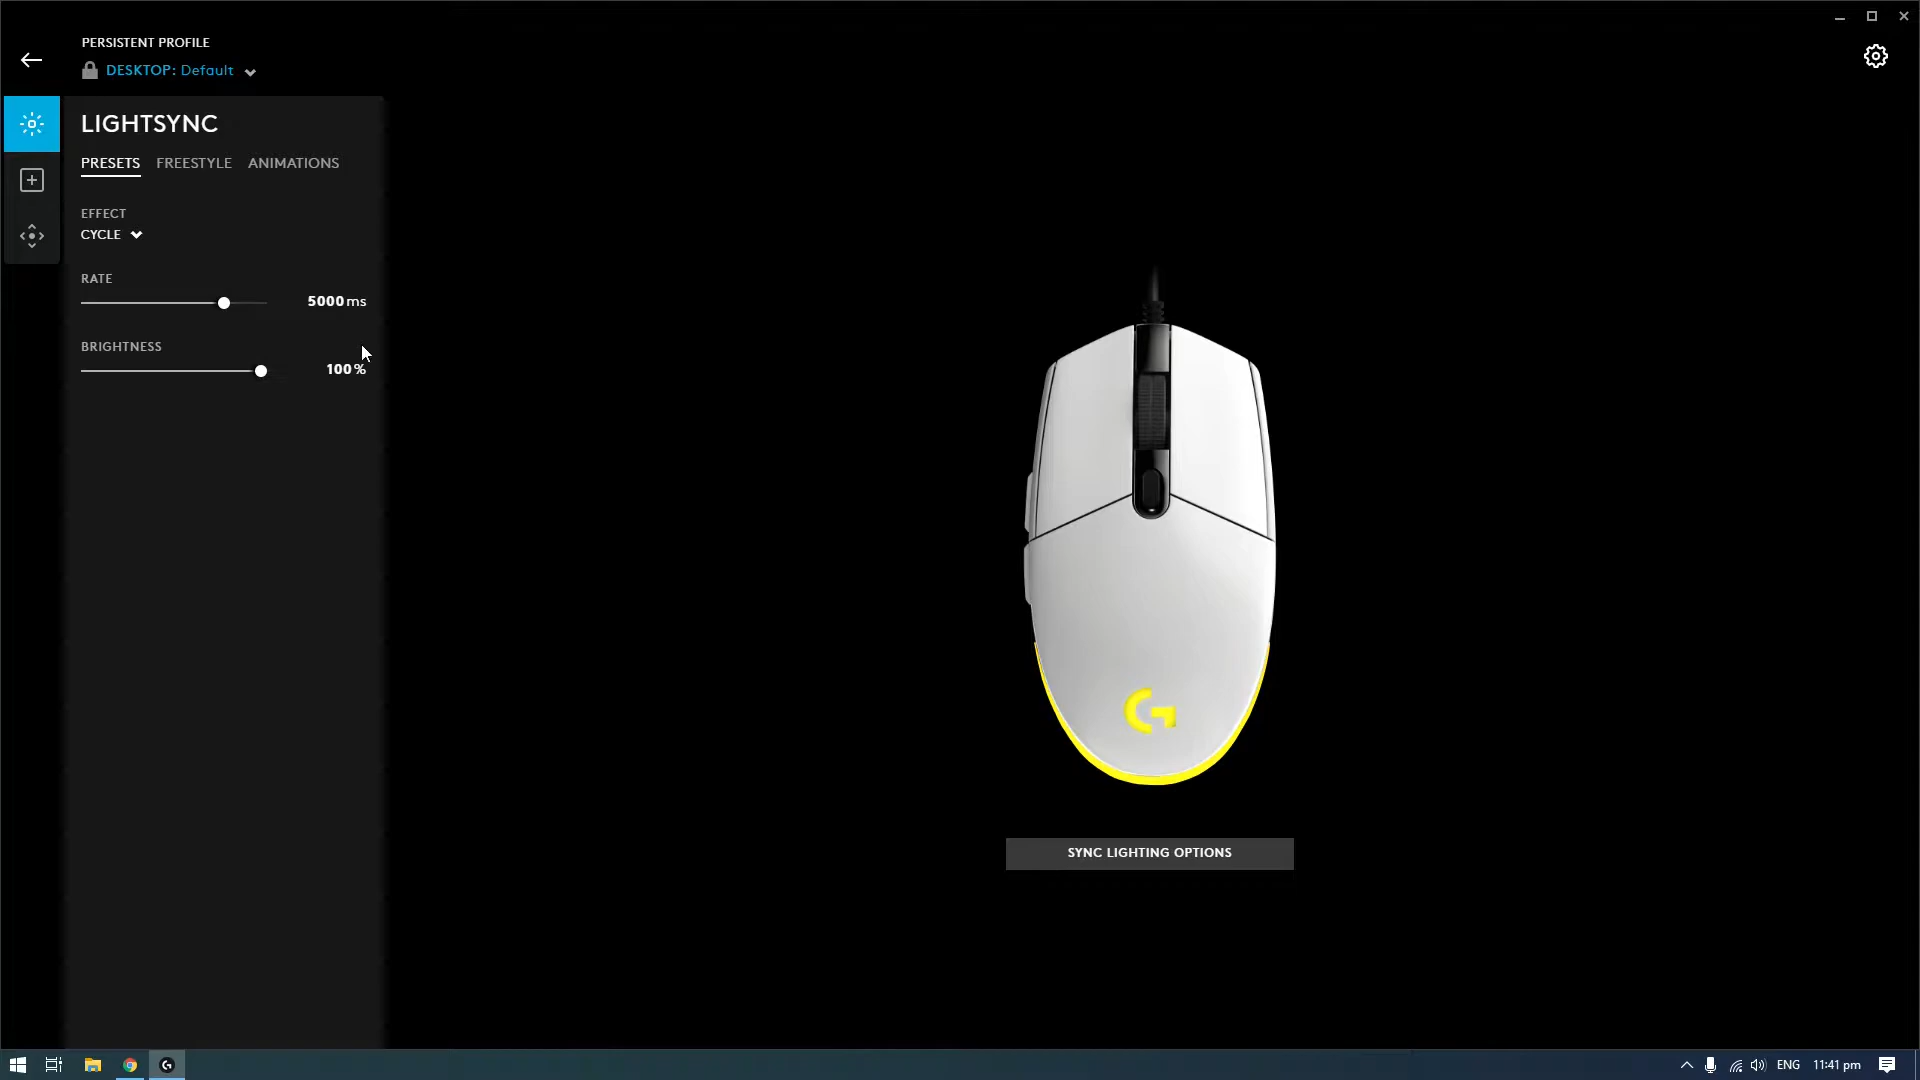 PERSISTENT PROFILE
DESKTOP: Default
LIGHTSYNC
PRESETS FREESTYLE ANIMATIONS
EFFECT
CYCLE
RATE
5000 ms
BRIGHTNESS
100 %
SYNC LIGHTING OPTIONS
ENG 11:41 pm